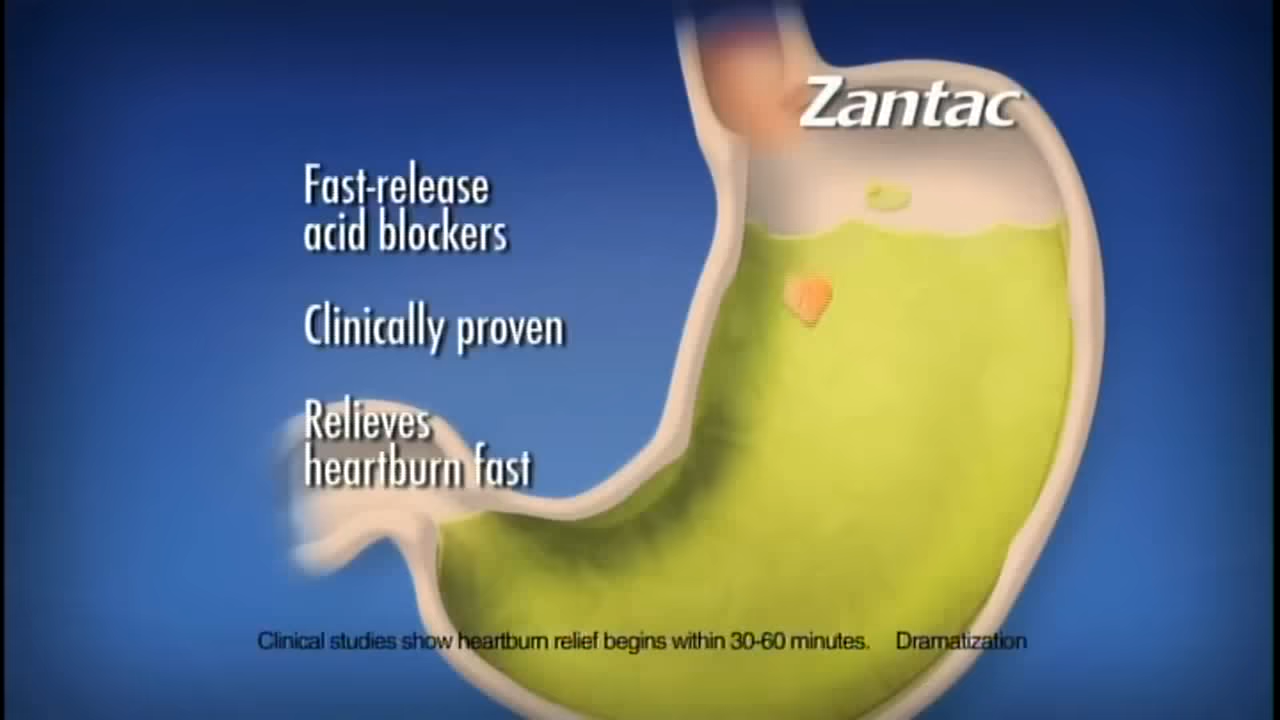 Zantac
Fast-release
acid blockers
Clinically proven
Relieves
heartburn fast
Clinical studies show heartburn relief begins within 30-60 minutes. Dramatization